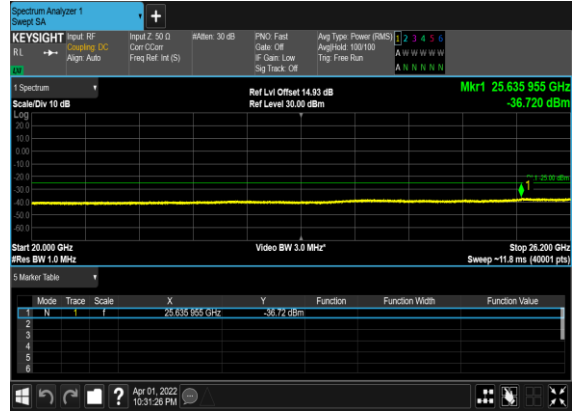 Spectrum Analyzer 1
Swept SA
+
KEYSIGHT Input: RF Input Z: 50 Ω #Atten: 30 dB PNO: Fast Avg Type: Power (RMS) 1 2 3 4 5 6
RL Coupling: DC Corr CCorr Gate: Off Avg|Hold: 100/100 A W W W W W
Align: Auto Freq Ref: Int (S) IF Gain: Low Trig: Free Run
Sig Track: Off A N N N N N
LW
1 Spectrum Ref Lvl Offset 14.93 dB Mkr1 25.635 955 GHz
Scale/Div 10 dB Ref Level 30.00 dBm -36.720 dBm
Log
20.0
10.0
0.00
-10.0
-20.0
-30.0
-40.0
-50.0
-60.0
1 -25.00 dBm
1
Start 20.000 GHz Video BW 3.0 MHz* Stop 26.200 GHz
#Res BW 1.0 MHz Sweep ~11.8 ms (40001 pts)
5 Marker Table
Mode Trace Scale X Y Function Function Width Function Value
1 N 1 f 25.635 955 GHz -36.72 dBm
2
3
4
5
6
? Apr 01, 2022
10:31:26 PM